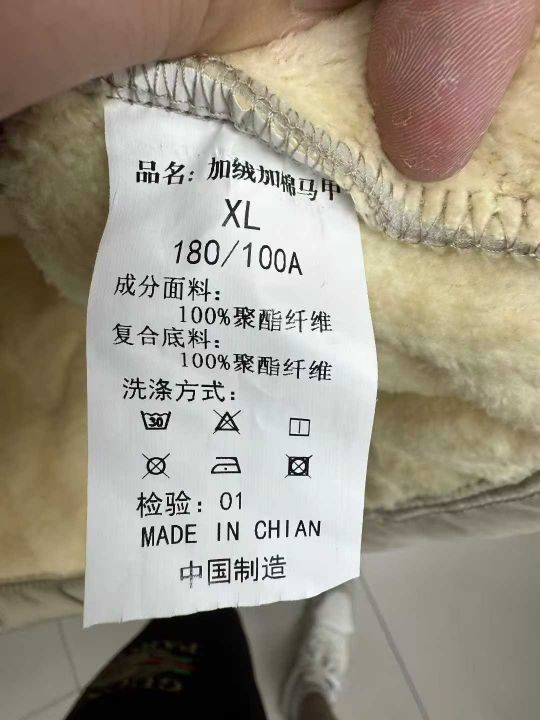 品名：加绒加棉马甲
XL
180/100A
成分面料：
100%聚酯纤维
复合底料：
100%聚酯纤维
洗涤方式：
30
检验：01
MADE IN CHIAN
中国制造